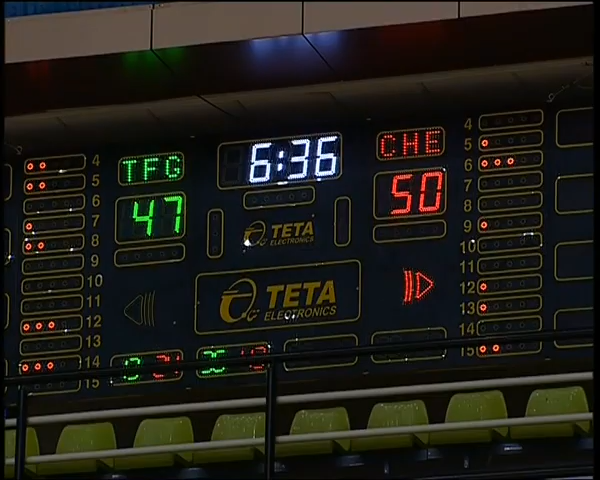 TFG 6:36 CHE
47 50
TETA
ELECTRONICS
TETA
ELECTRONICS
4 4
5 5
6 6
7 7
8 8
9 9
10 10
11 11
12 12
13 13
14 14
15 15